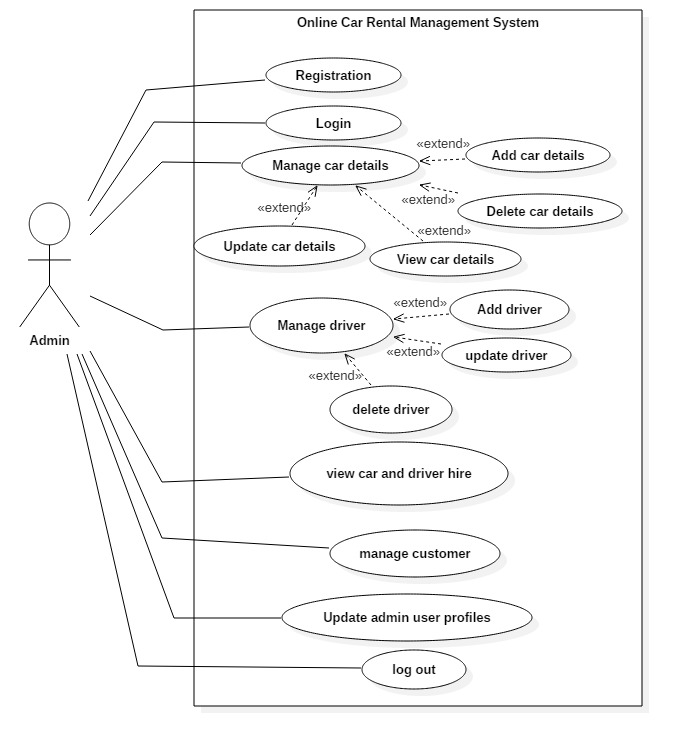 Online Car Rental Management System
Registration
Login
«extend»
Add car details
Manage car details
«extend»
Delete car details
«extend»
«extend»
Update car details
View car details
Admin
Manage driver
«extend»
Add driver
«extend»
update driver
«extend»
delete driver
view car and driver hire
manage customer
Update admin user profiles
log out